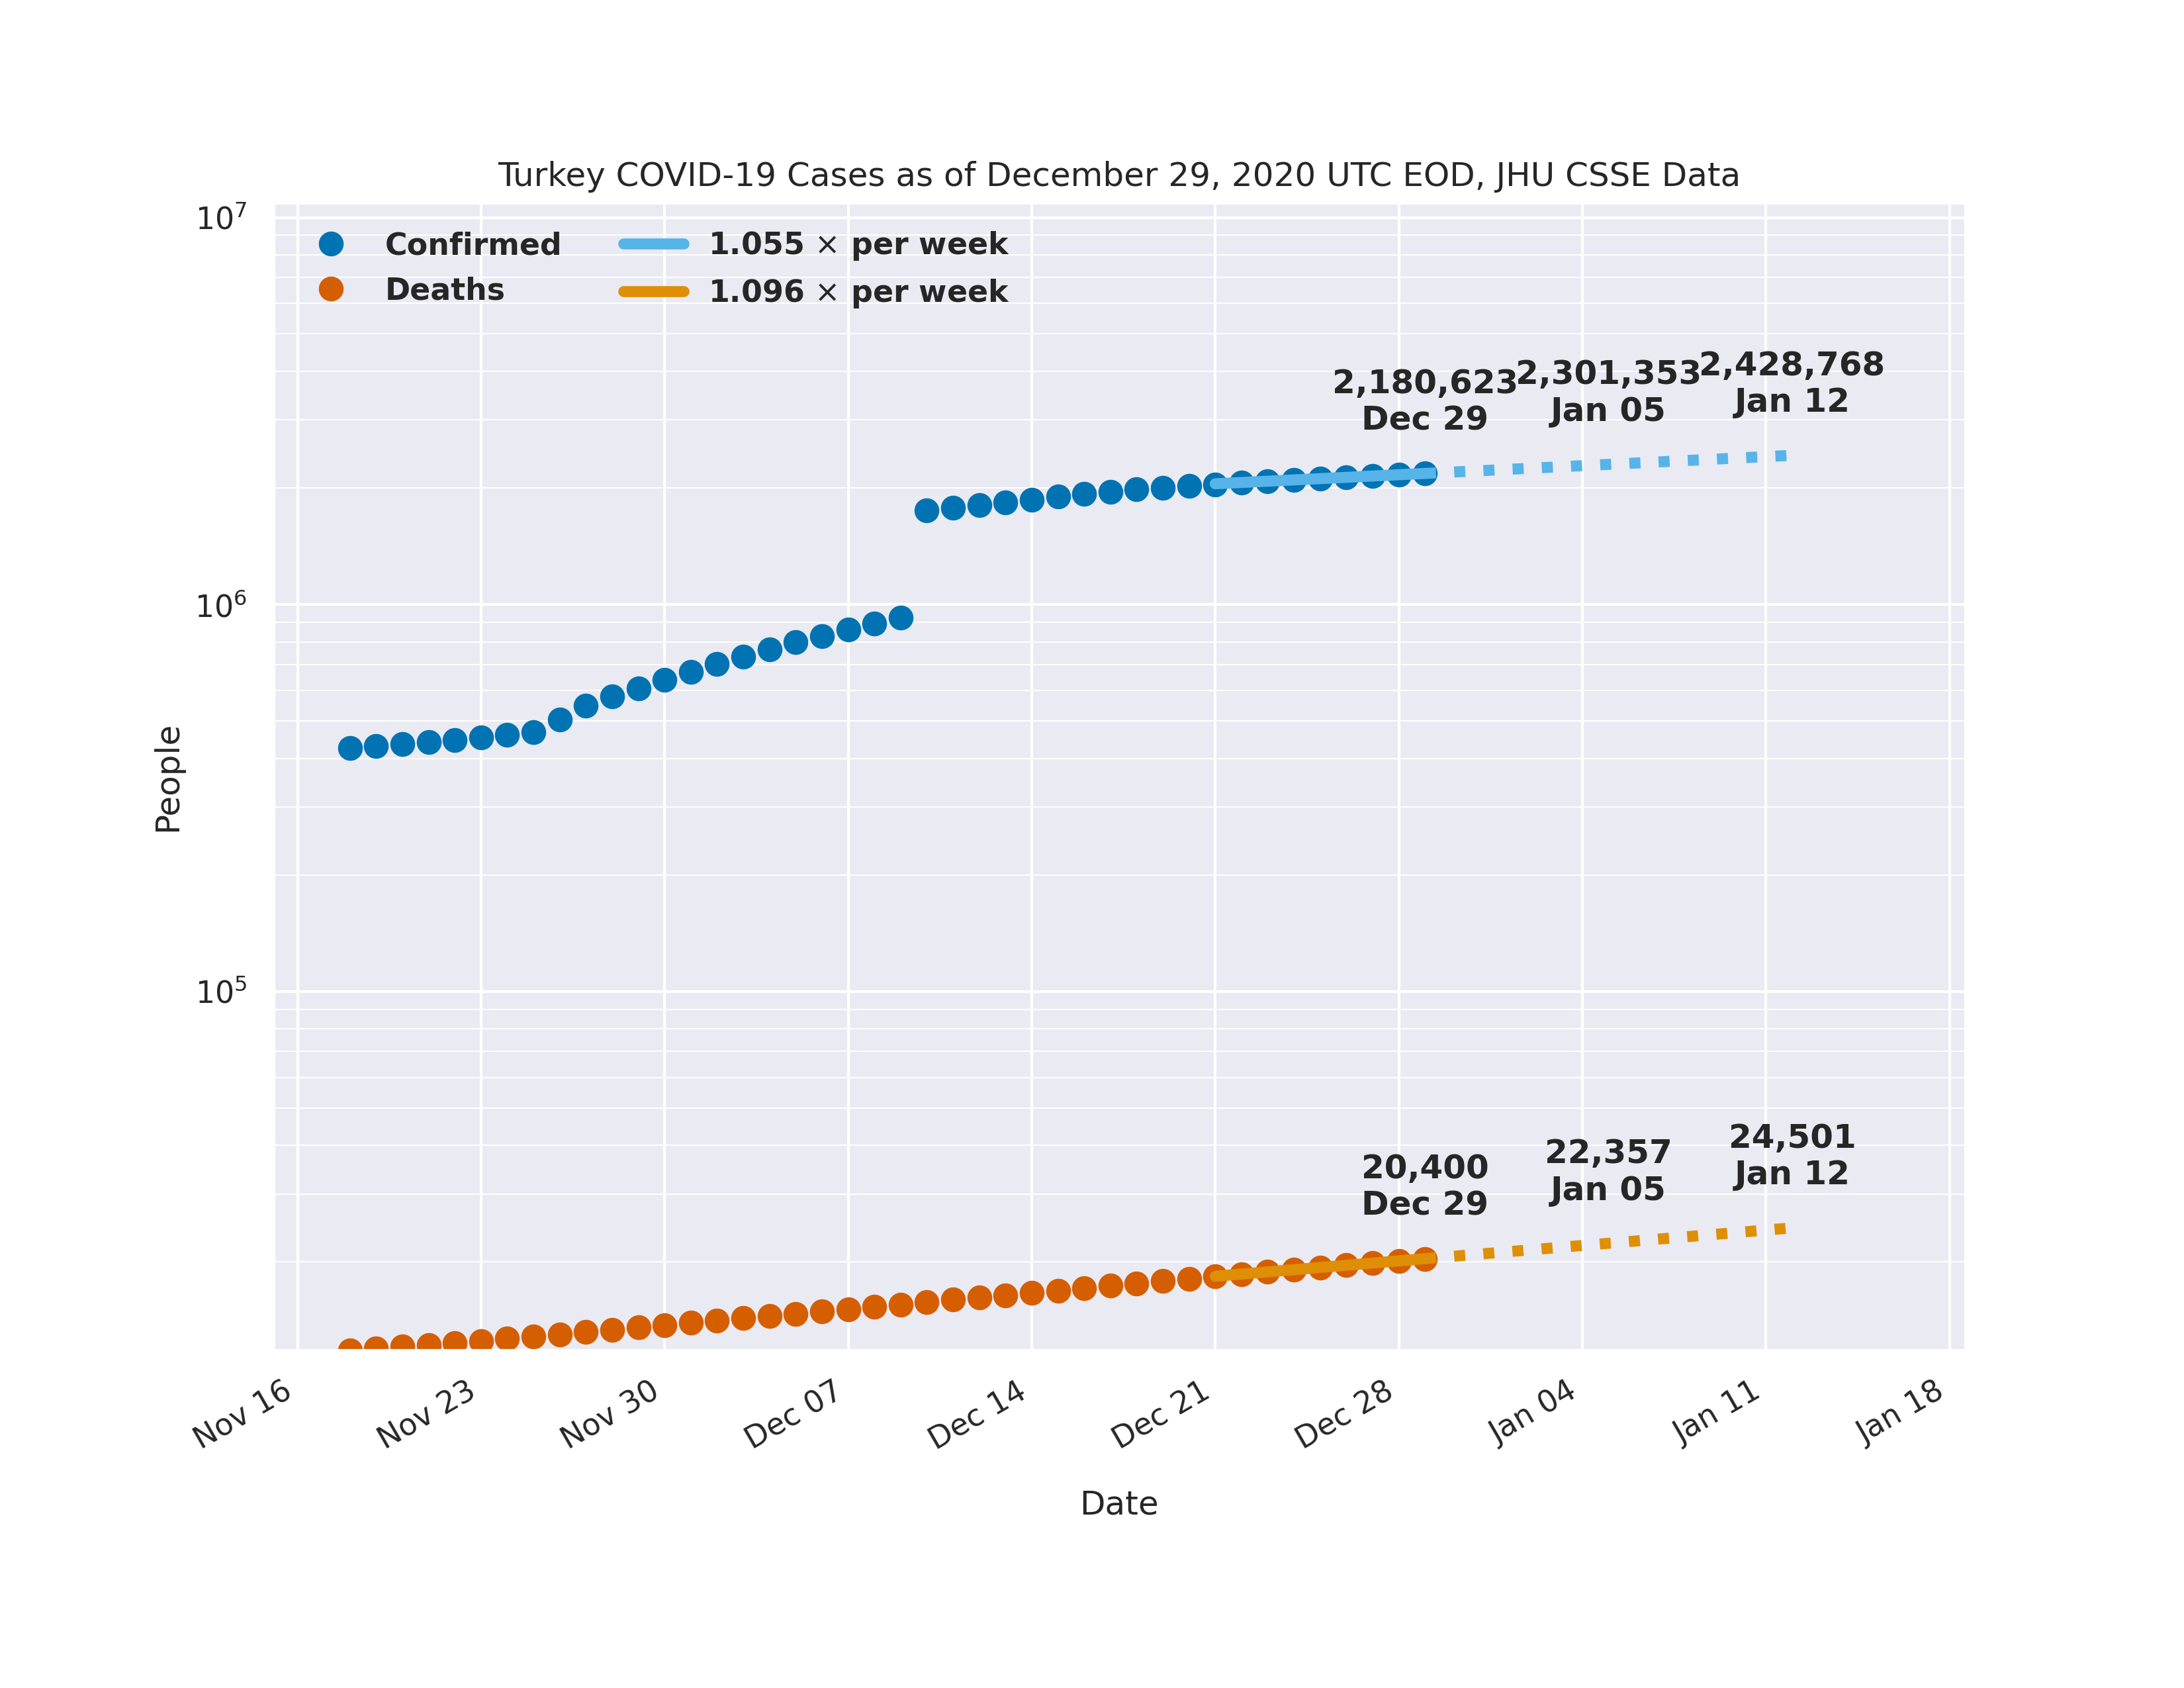 Turkey COVID-19 Cases as of December 29, 2020 UTC EOD, JHU CSSE Data
10⁷
10⁶
10⁵
People
Confirmed
Deaths
1.055 × per week
1.096 × per week
2,180,623
Dec 29
2,301,353
Jan 05
2,428,768
Jan 12
20,400
Dec 29
22,357
Jan 05
24,501
Jan 12
Nov 16
Nov 23
Nov 30
Dec 07
Dec 14
Dec 21
Dec 28
Jan 04
Jan 11
Jan 18
Date